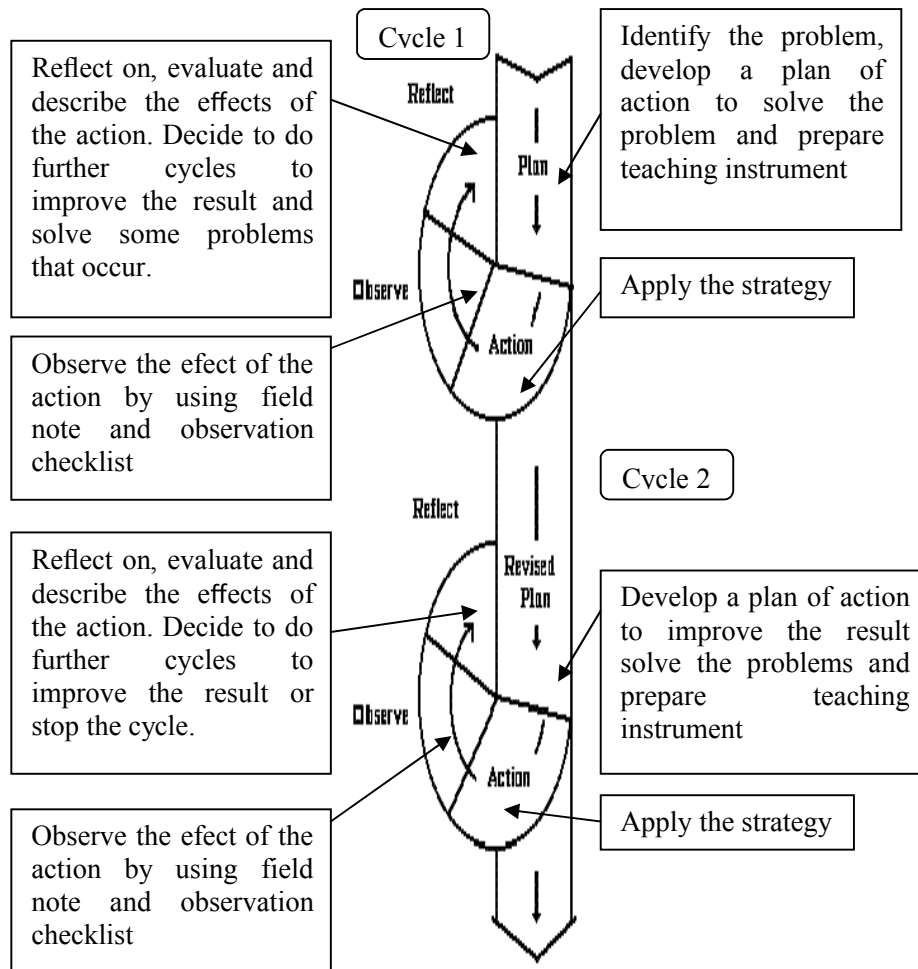 Cycle 1
Reflect on, evaluate and
describe the effects of
the action. Decide to do
further cycles to
improve the result and
solve some problems
that occur.
Identify the problem,
develop a plan of
action to solve the
problem and prepare
teaching instrument
Reflect
Plan
Observe
Action
Apply the strategy
Observe the efect of the
action by using field
note and observation
checklist
Cycle 2
Reflect
Reflect on, evaluate and
describe the effects of
the action. Decide to do
further cycles to
improve the result or
stop the cycle.
Revised
Plan
Develop a plan of action
to improve the result
solve the problems and
prepare teaching
instrument
Observe
Action
Apply the strategy
Observe the efect of the
action by using field
note and observation
checklist